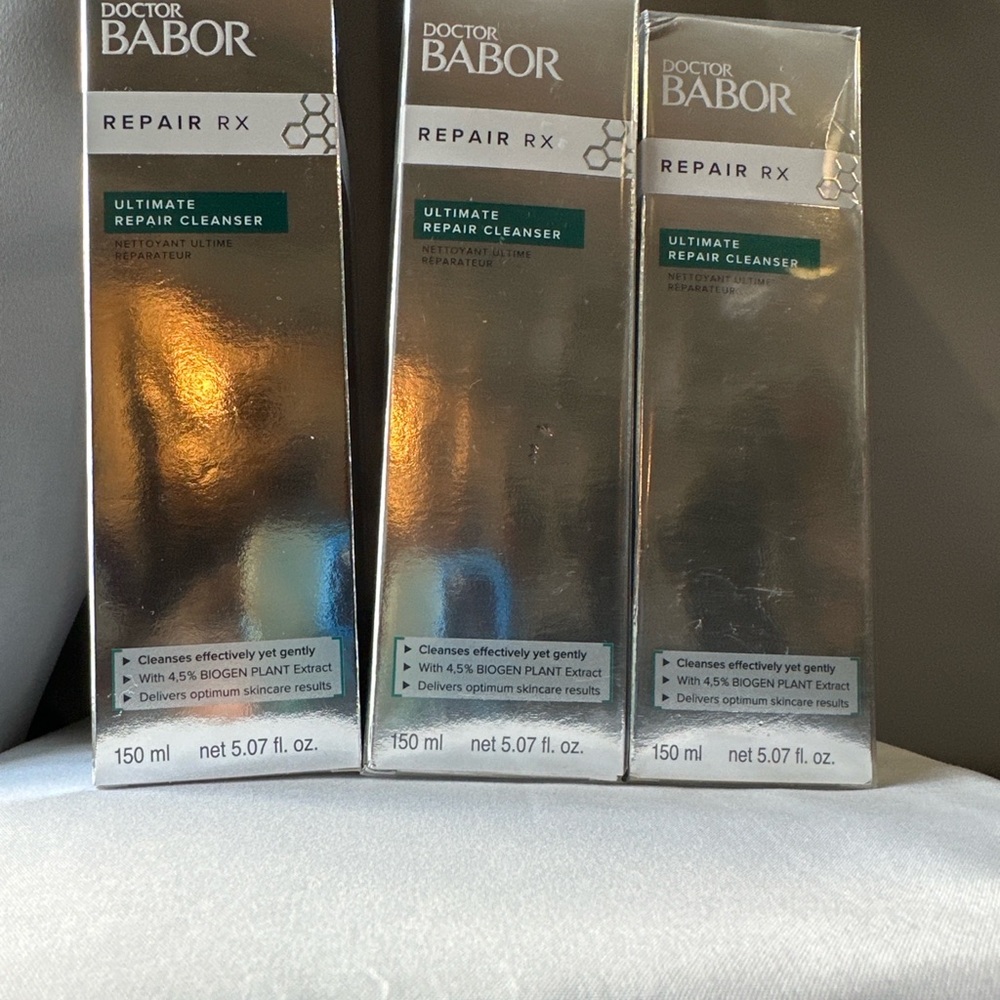 DOCTOR
BABOR
REPAIR RX
ULTIMATE
REPAIR CLEANSER
NETTOYANT ULTIME
RÉPARATEUR
▶ Cleanses effectively yet gently
▶ With 4,5% BIOGEN PLANT Extract
▶ Delivers optimum skincare results
150 ml net 5.07 fl. oz.
DOCTOR
BABOR
REPAIR RX
ULTIMATE
REPAIR CLEANSER
NETTOYANT ULTIME
RÉPARATEUR
▶ Cleanses effectively yet gently
▶ With 4,5% BIOGEN PLANT Extract
▶ Delivers optimum skincare results
150 ml net 5.07 fl. oz.
DOCTOR
BABOR
REPAIR RX
ULTIMATE
REPAIR CLEANSER
NETTOYANT ULTIME
RÉPARATEUR
▶ Cleanses effectively yet gently
▶ With 4,5% BIOGEN PLANT Extract
▶ Delivers optimum skincare results
150 ml net 5.07 fl. oz.